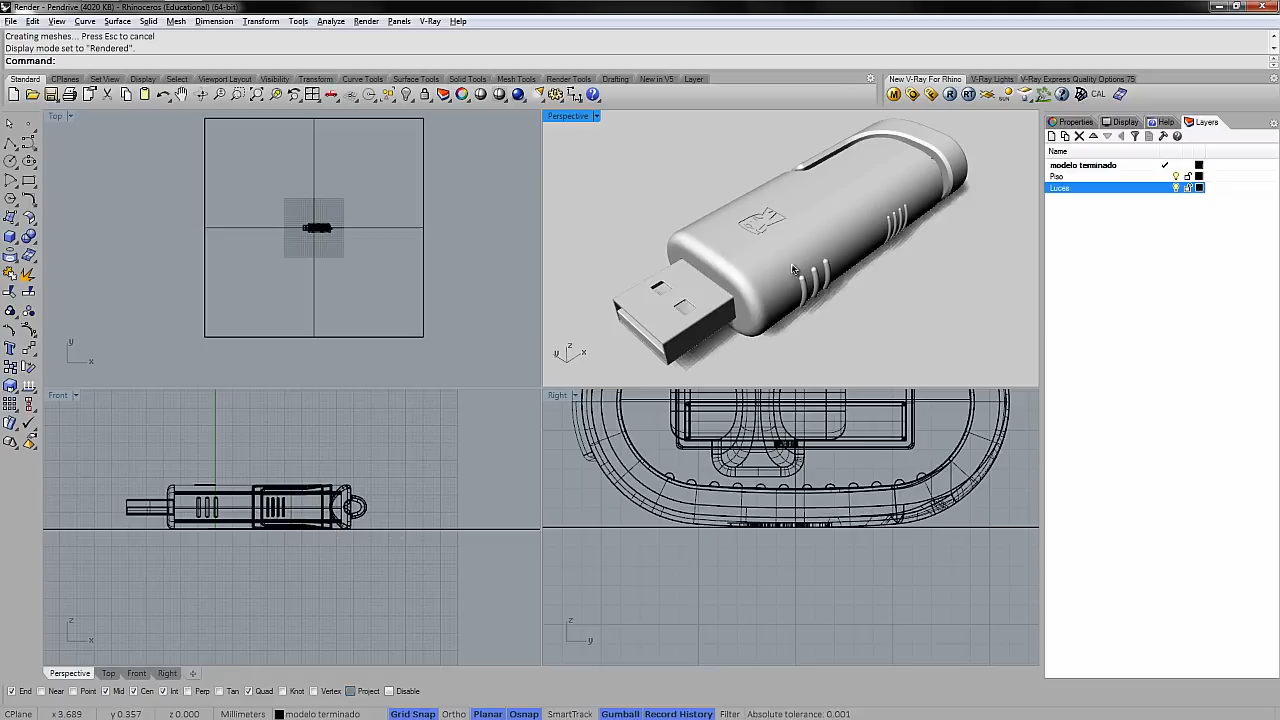 Render - Pendrive (4020 KB) - Rhinoceros (Educational) (64-bit)
File Edit View Curve Surface Solid Mesh Dimension Transform Tools Analyze Render Panels V-Ray Help
Creating meshes... Press Esc to cancel
Display mode set to "Rendered".
Command:
Standard CPlanes Set View Display Select Viewport Layout Visibility Transform Curve Tools Surface Tools Solid Tools Mesh Tools Render Tools Drafting New in V5 Layer New V-Ray For Rhino V-Ray Lights V-Ray Express Quality Options 75
CAL
Top Perspective Properties Display Help Layers
Name
modelo terminado
Piso
Luces
y
x
y z x
Front Right
z
x
z
y
Perspective Top Front Right
End Near Point Mid Cen Int Perp Tan Quad Knot Vertex Project Disable
CPlane x 3.689 y 0.357 z 0.000 Millimeters modelo terminado Grid Snap Ortho Planar Osnap SmartTrack Gumball Record History Filter Absolute tolerance: 0.001